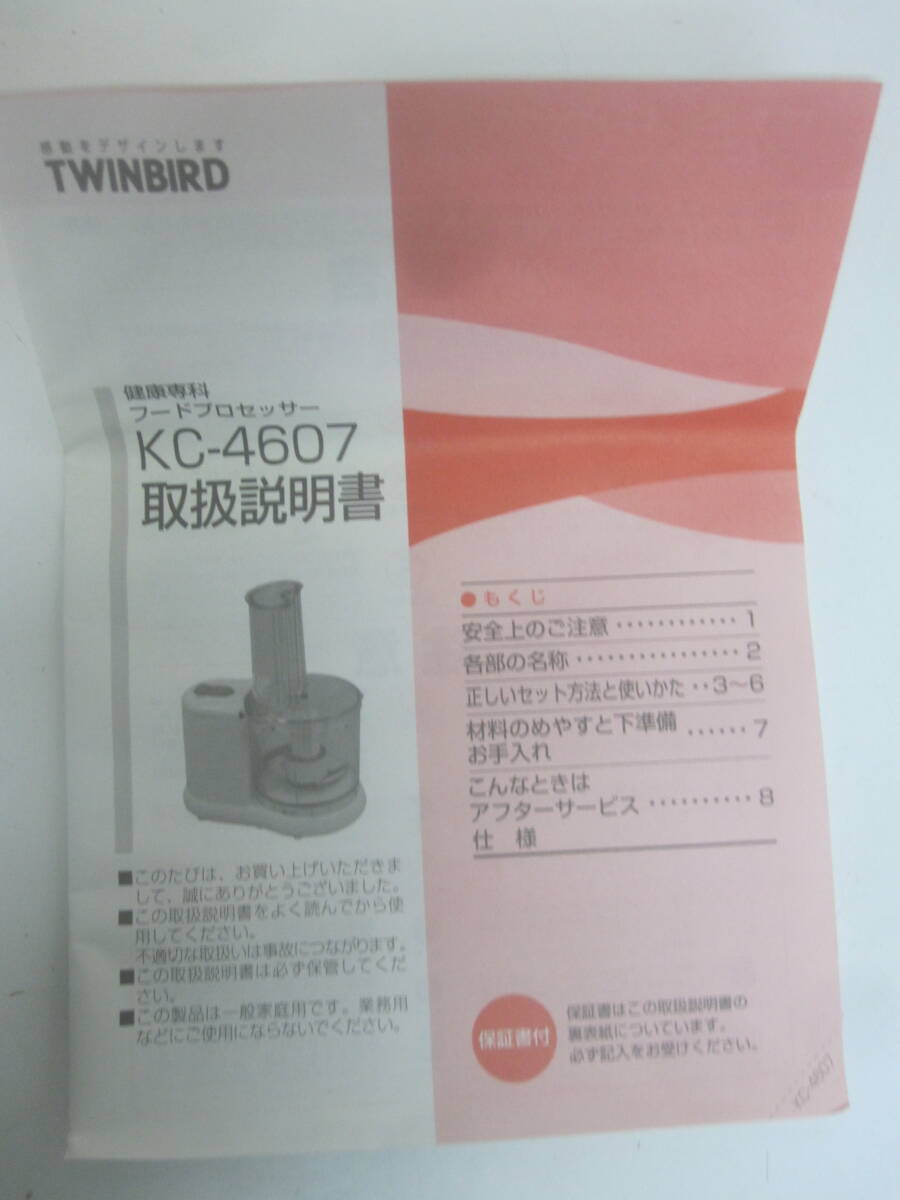 感動をデザインします
TWINBIRD
健康専科
フードプロセッサー
KC-4607
取扱説明書
■このたびは、お買い上げいただきま
して、誠にありがとうございました。
■この取扱説明書をよく読んでから使
用してください。
不適切な取扱いは事故につながります。
■この取扱説明書は必ず保管してくだ
さい。
■この製品は一般家庭用です。業務用
などにご使用にならないでください。
●もくじ
安全上のご注意 ············ 1
各部の名称 ················ 2
正しいセット方法と使いかた ··3〜6
材料のめやすと下準備
お手入れ ······ 7
こんなときは
アフターサービス ·········· 8
仕 様
保証書付
保証書はこの取扱説明書の
裏表紙についています。
必ず記入をお受けください。
KC-4607